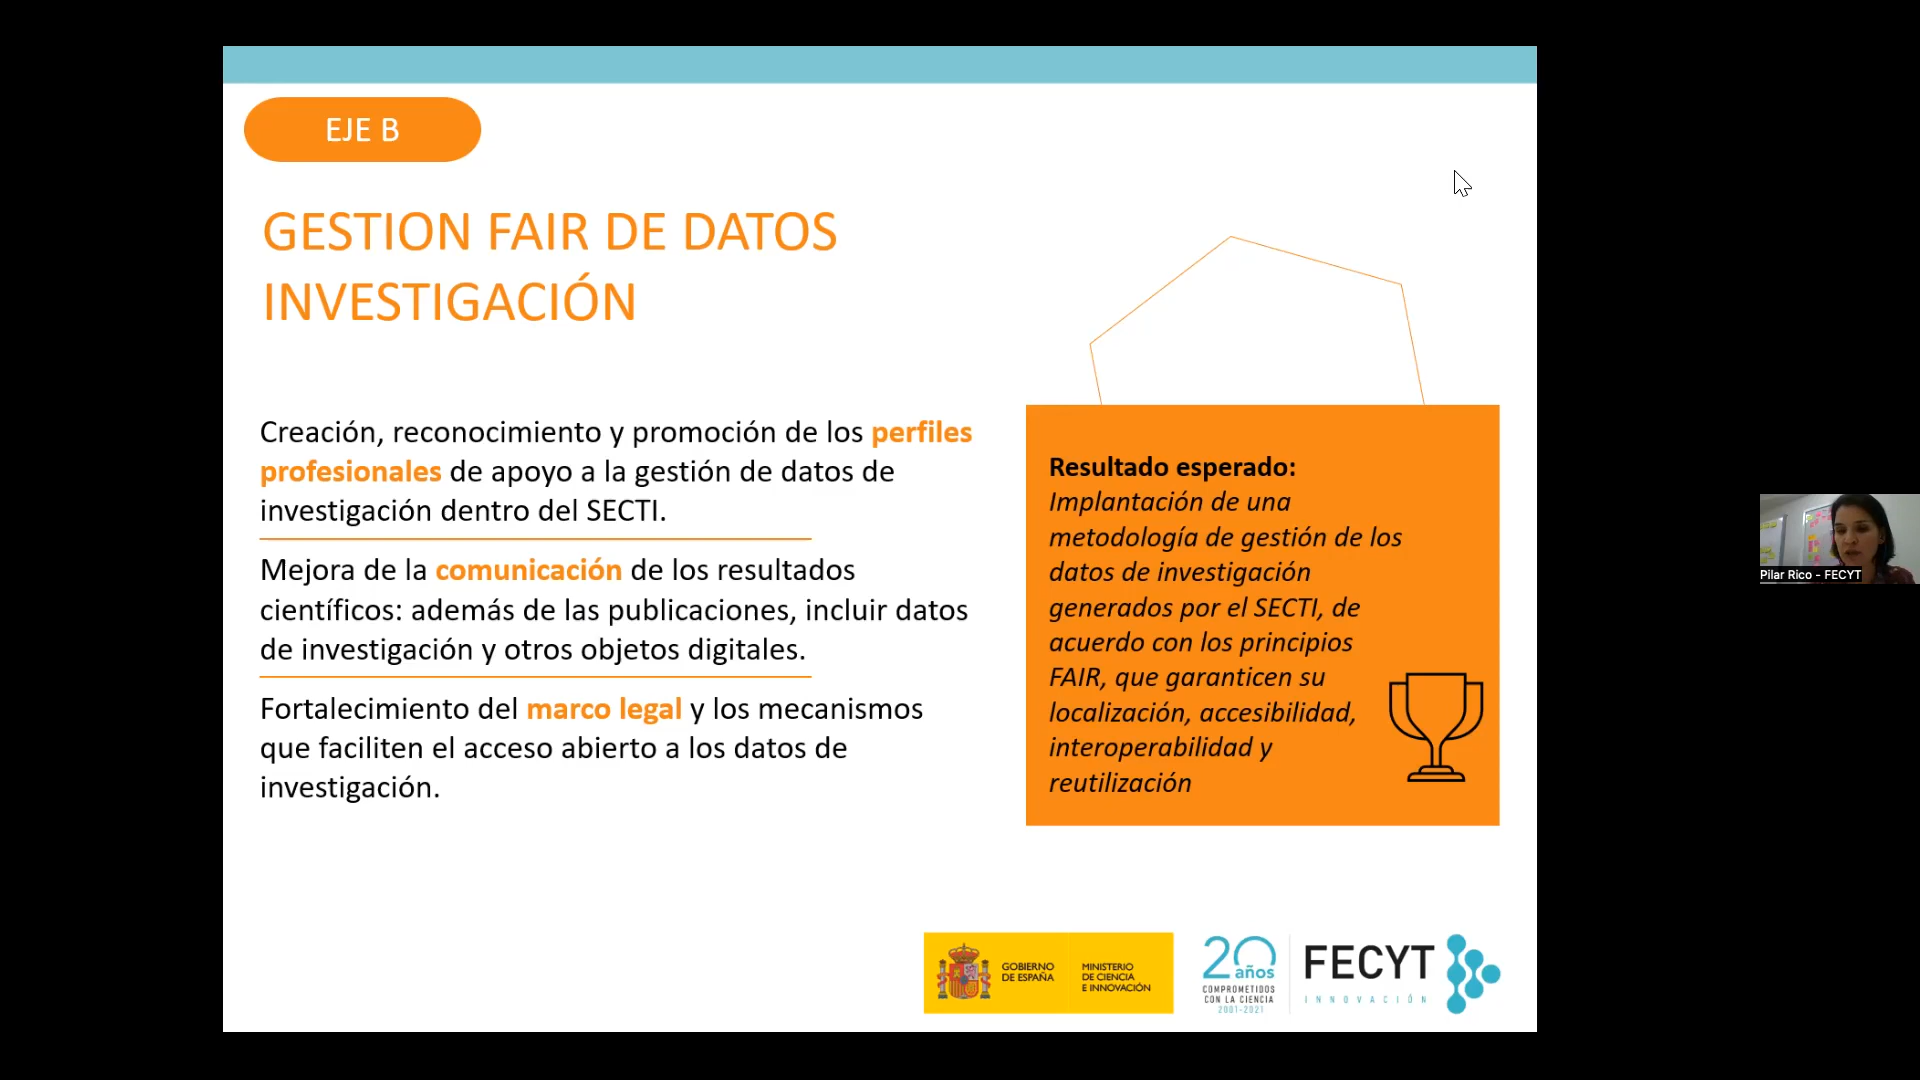 EJE B
GESTION FAIR DE DATOS
INVESTIGACIÓN
Creación, reconocimiento y promoción de los perfiles
profesionales de apoyo a la gestión de datos de
investigación dentro del SECTI.
Mejora de la comunicación de los resultados
científicos: además de las publicaciones, incluir datos
de investigación y otros objetos digitales.
Fortalecimiento del marco legal y los mecanismos
que faciliten el acceso abierto a los datos de
investigación.
Resultado esperado:
Implantación de una
metodología de gestión de los
datos de investigación
generados por el SECTI, de
acuerdo con los principios
FAIR, que garanticen su
localización, accesibilidad,
interoperabilidad y
reutilización
Pilar Rico - FECYT
GOBIERNO
DE ESPAÑA
MINISTERIO
DE CIENCIA
E INNOVACIÓN
20
años
COMPROMETIDOS
CON LA CIENCIA
2001-2021
FECYT
INNOVACIÓN